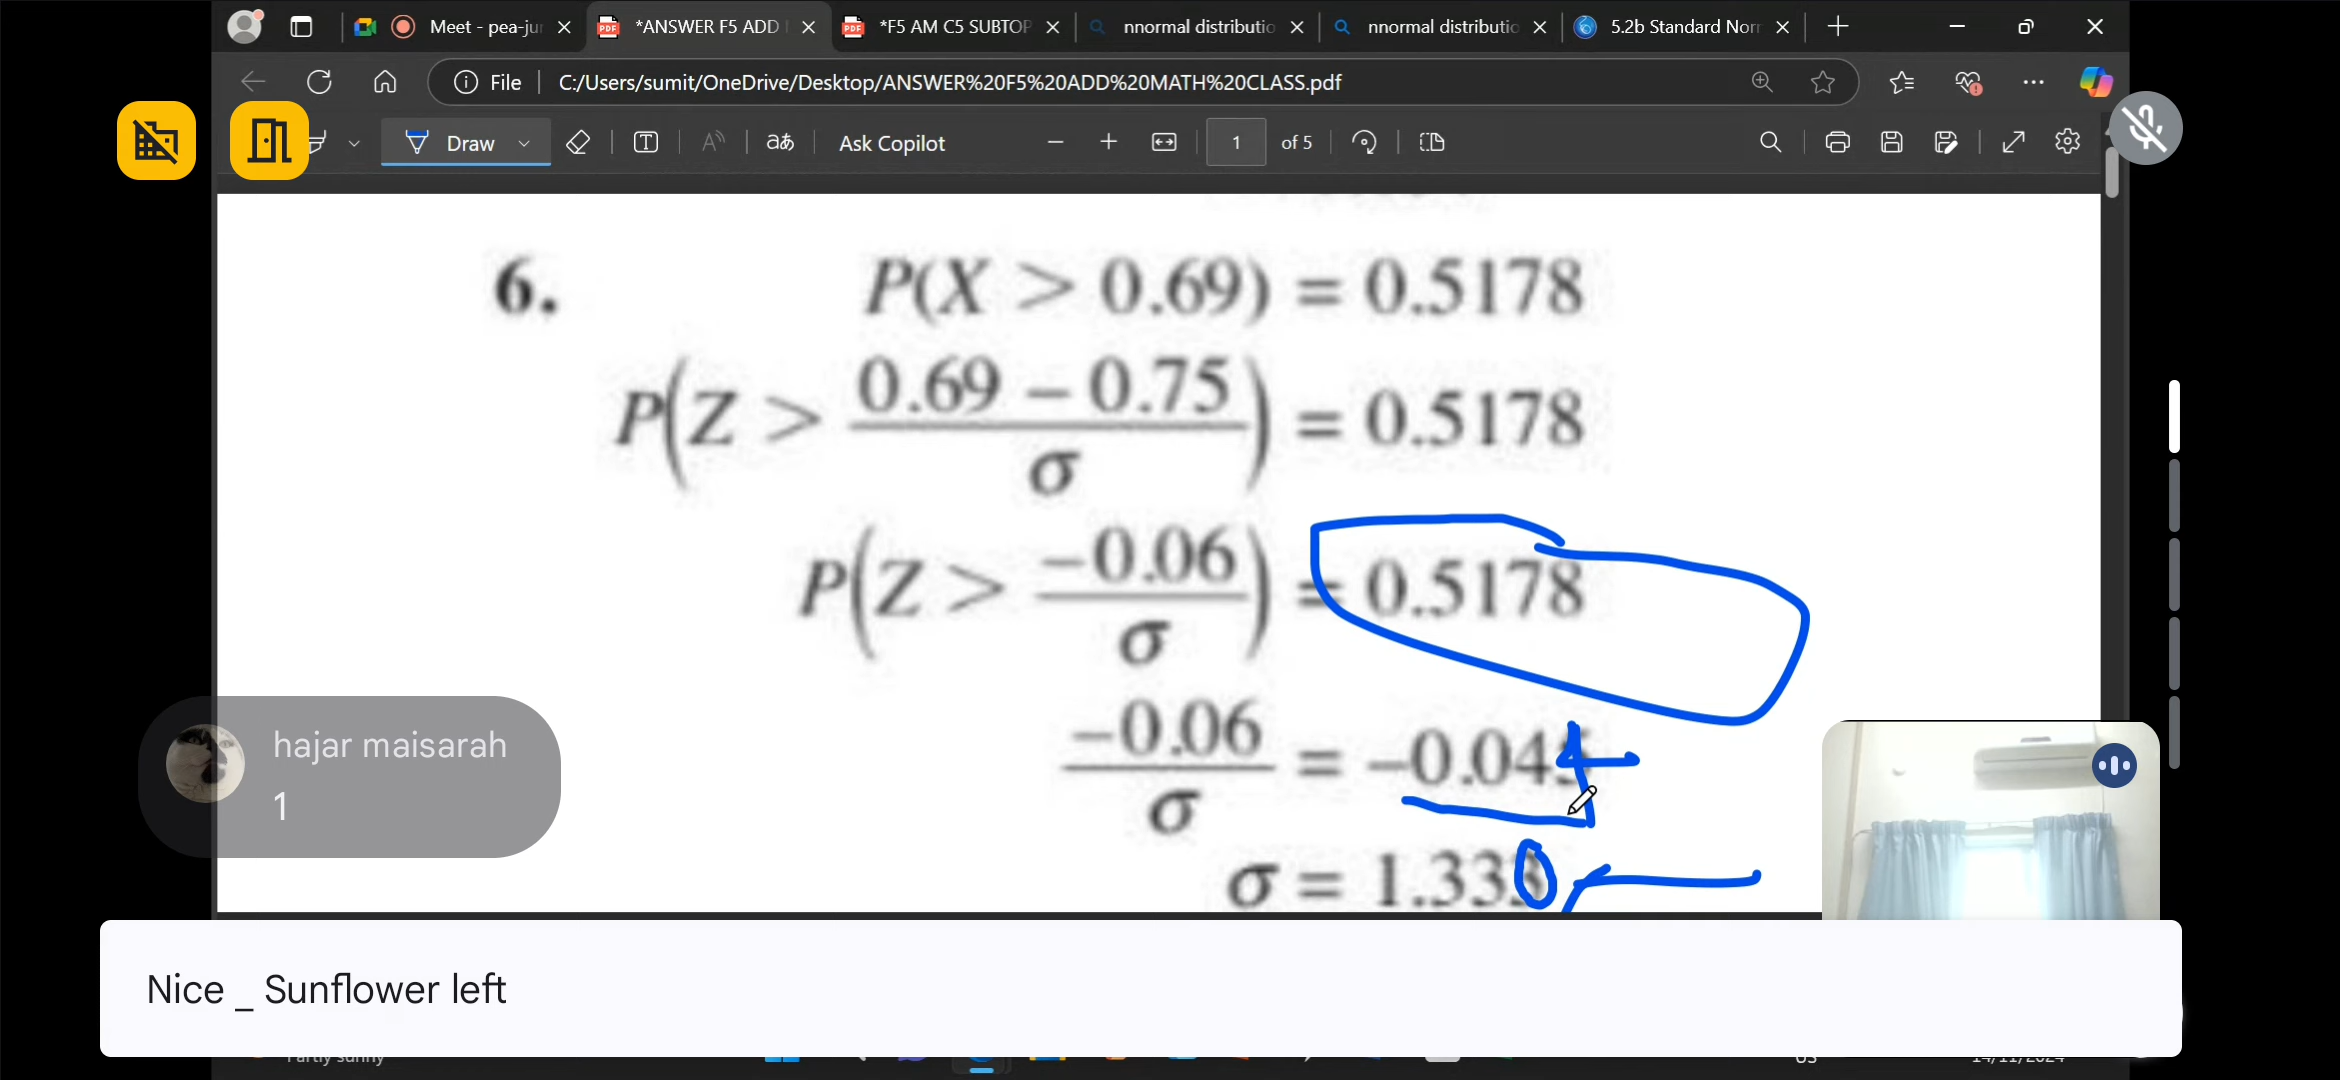 Meet - pea-ju
*ANSWER F5 ADD
*F5 AM C5 SUBTOP
nnormal distributio
nnormal distributio
5.2b Standard Nor
File
C:/Users/sumit/OneDrive/Desktop/ANSWER%20F5%20ADD%20MATH%20CLASS.pdf
Draw
aあ
Ask Copilot
1
of 5
6.
P(X > 0.69) = 0.5178
P(Z > (0.69 − 0.75)/σ) = 0.5178
P(Z > −0.06/σ) = 0.5178
−0.06/σ = −0.04
σ = 1.33
hajar maisarah
1
Nice _ Sunflower left